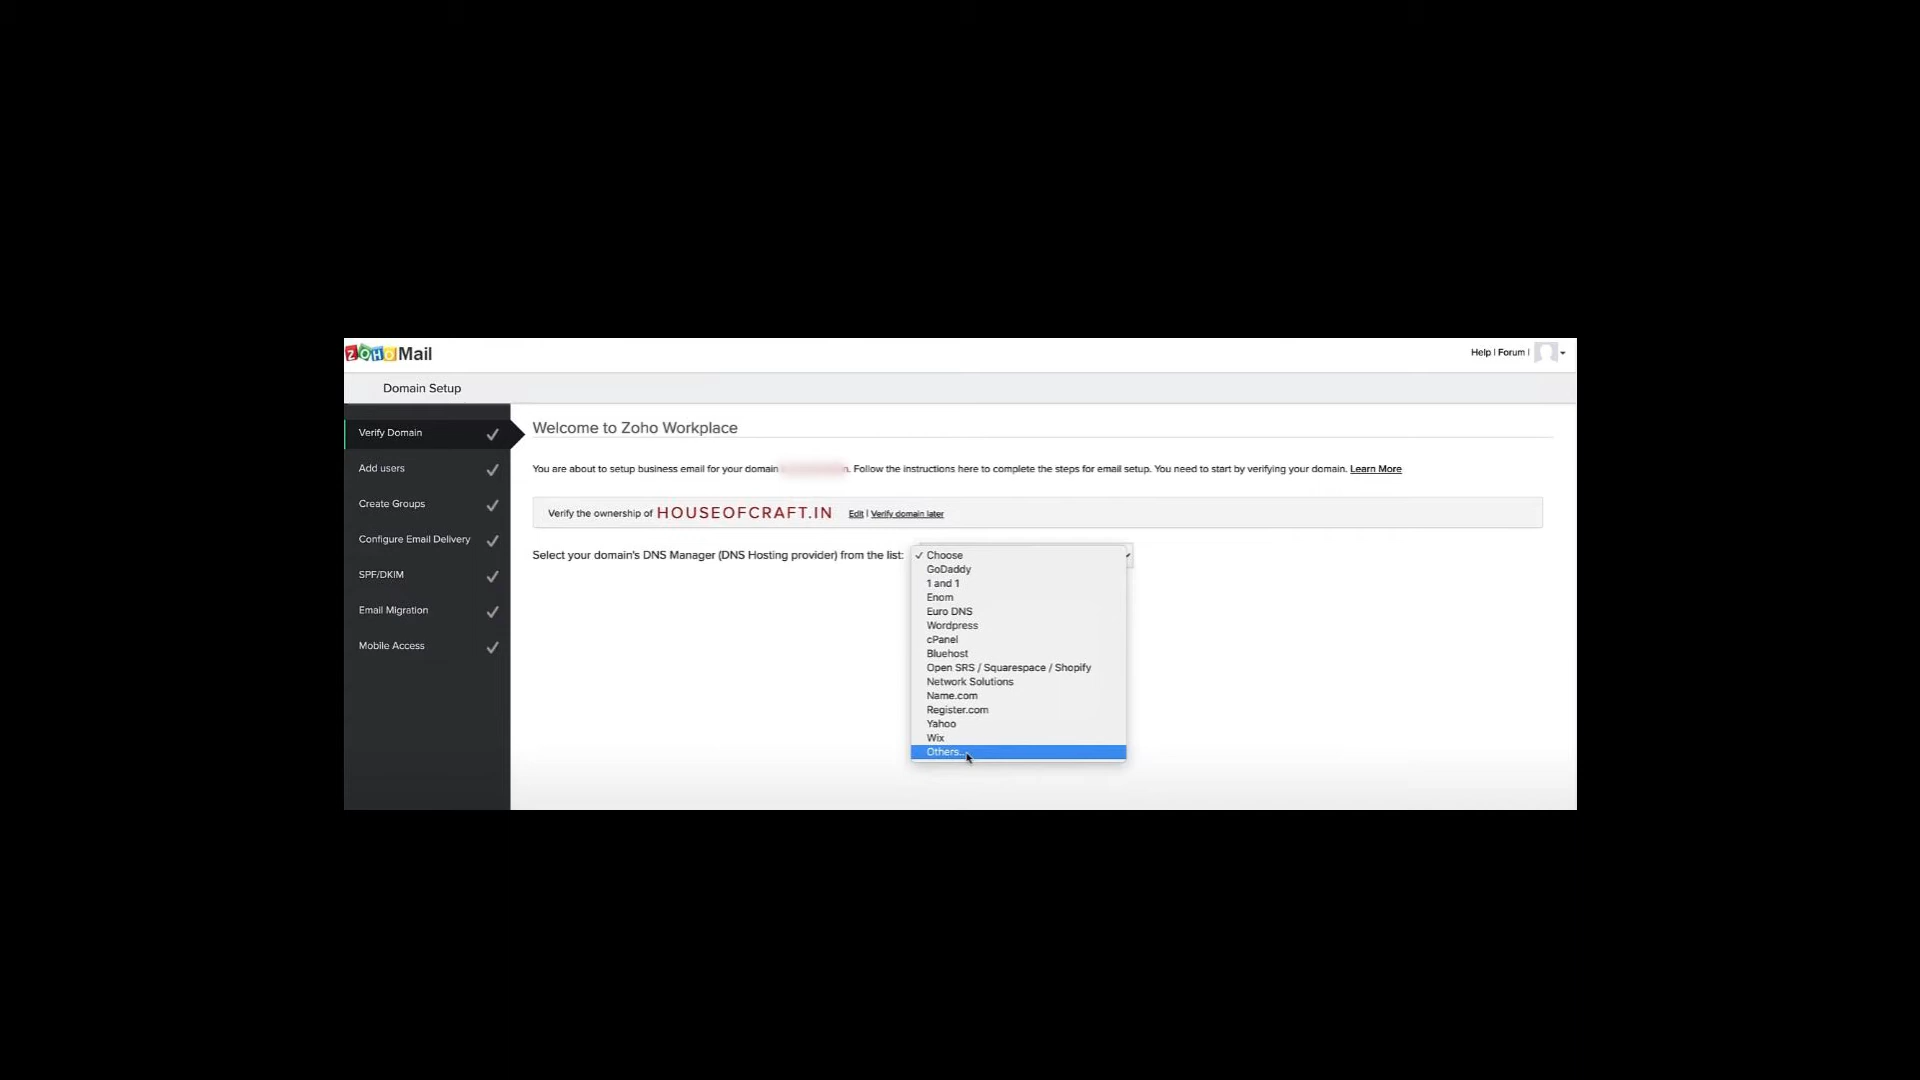 ZOHO Mail
Help | Forum |
Domain Setup
Verify Domain
Add users
Create Groups
Configure Email Delivery
SPF/DKIM
Email Migration
Mobile Access
Welcome to Zoho Workplace
You are about to setup business email for your domain n. Follow the instructions here to complete the steps for email setup. You need to start by verifying your domain. Learn More
Verify the ownership of HOUSEOFCRAFT.IN Edit | Verify domain later
Select your domain's DNS Manager (DNS Hosting provider) from the list:
✓ Choose
GoDaddy
1 and 1
Enom
Euro DNS
Wordpress
cPanel
Bluehost
Open SRS / Squarespace / Shopify
Network Solutions
Name.com
Register.com
Yahoo
Wix
Others...